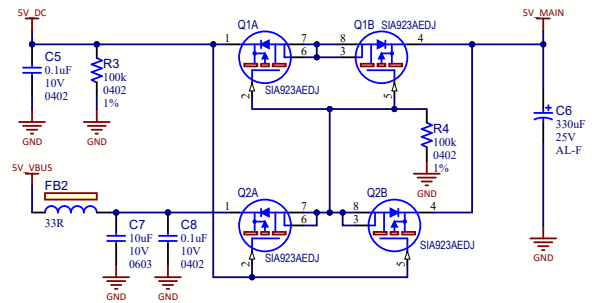 5V_DC
Q1A
Q1B
SIA923AEDJ
5V_MAIN
1
7
6
8
3
4
2
5
SIA923AEDJ
C5
0.1uF
10V
0402
R3
100k
0402
1%
GND
GND
R4
100k
0402
1%
GND
C6
330uF
25V
AL-F
GND
5V_VBUS
FB2
33R
C7
10uF
10V
0603
GND
C8
0.1uF
10V
0402
GND
Q2A
Q2B
1
7
6
8
3
4
2
5
SIA923AEDJ
SIA923AEDJ